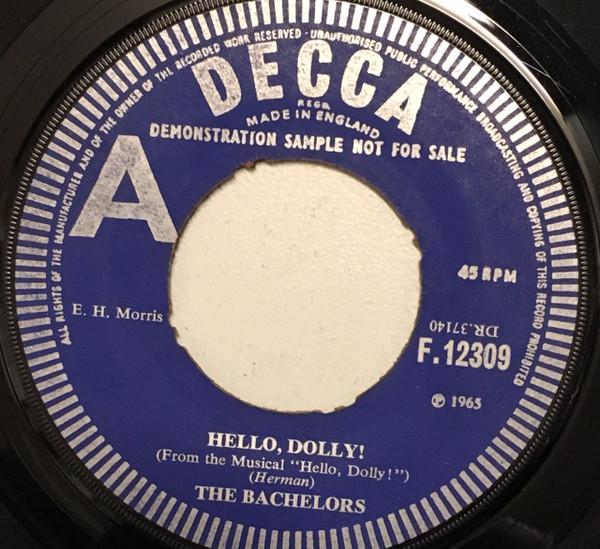 ALL RIGHTS OF THE MANUFACTURER AND OF THE OWNER OF THE RECORDED WORK RESERVED · UNAUTHORISED PUBLIC PERFORMANCE BROADCASTING AND COPYING OF THIS RECORD PROHIBITED
DECCA
REGD
MADE IN ENGLAND
DEMONSTRATION SAMPLE NOT FOR SALE
A
45 RPM
E. H. Morris
DR.37140
F.12309
℗ 1965
HELLO, DOLLY!
(From the Musical "Hello, Dolly!")
(Herman)
THE BACHELORS